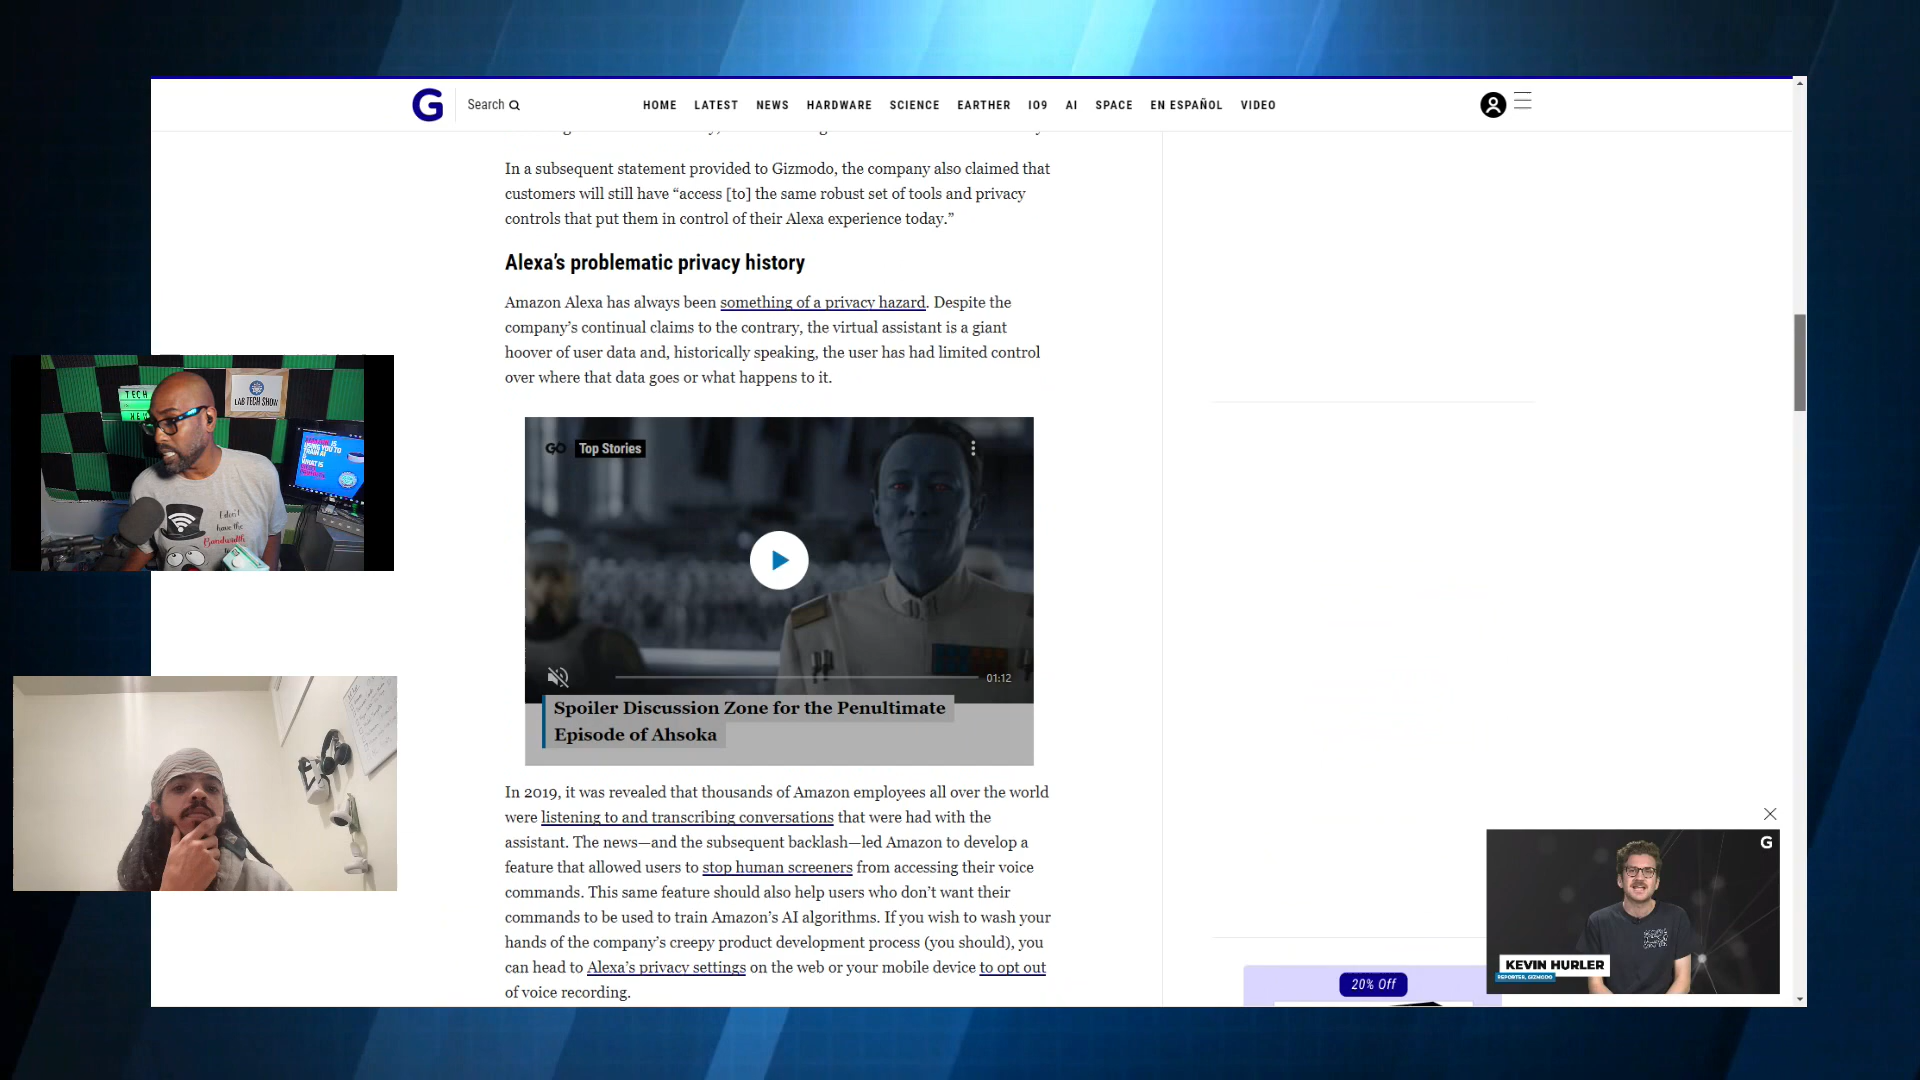 G
Search
HOME LATEST NEWS HARDWARE SCIENCE EARTHER IO9 AI SPACE EN ESPAÑOL VIDEO
In a subsequent statement provided to Gizmodo, the company also claimed that
customers will still have “access [to] the same robust set of tools and privacy
controls that put them in control of their Alexa experience today.”
Alexa’s problematic privacy history
Amazon Alexa has always been something of a privacy hazard. Despite the
company’s continual claims to the contrary, the virtual assistant is a giant
hoover of user data and, historically speaking, the user has had limited control
over where that data goes or what happens to it.
Top Stories
01:12
Spoiler Discussion Zone for the Penultimate
Episode of Ahsoka
In 2019, it was revealed that thousands of Amazon employees all over the world
were listening to and transcribing conversations that were had with the
assistant. The news—and the subsequent backlash—led Amazon to develop a
feature that allowed users to stop human screeners from accessing their voice
commands. This same feature should also help users who don’t want their
commands to be used to train Amazon’s AI algorithms. If you wish to wash your
hands of the company’s creepy product development process (you should), you
can head to Alexa’s privacy settings on the web or your mobile device to opt out
of voice recording.
TECH
LAB TECH SHOW
I don't
have the
Bandwidth
G
KEVIN HURLER
REPORTER, GIZMODO
20% Off